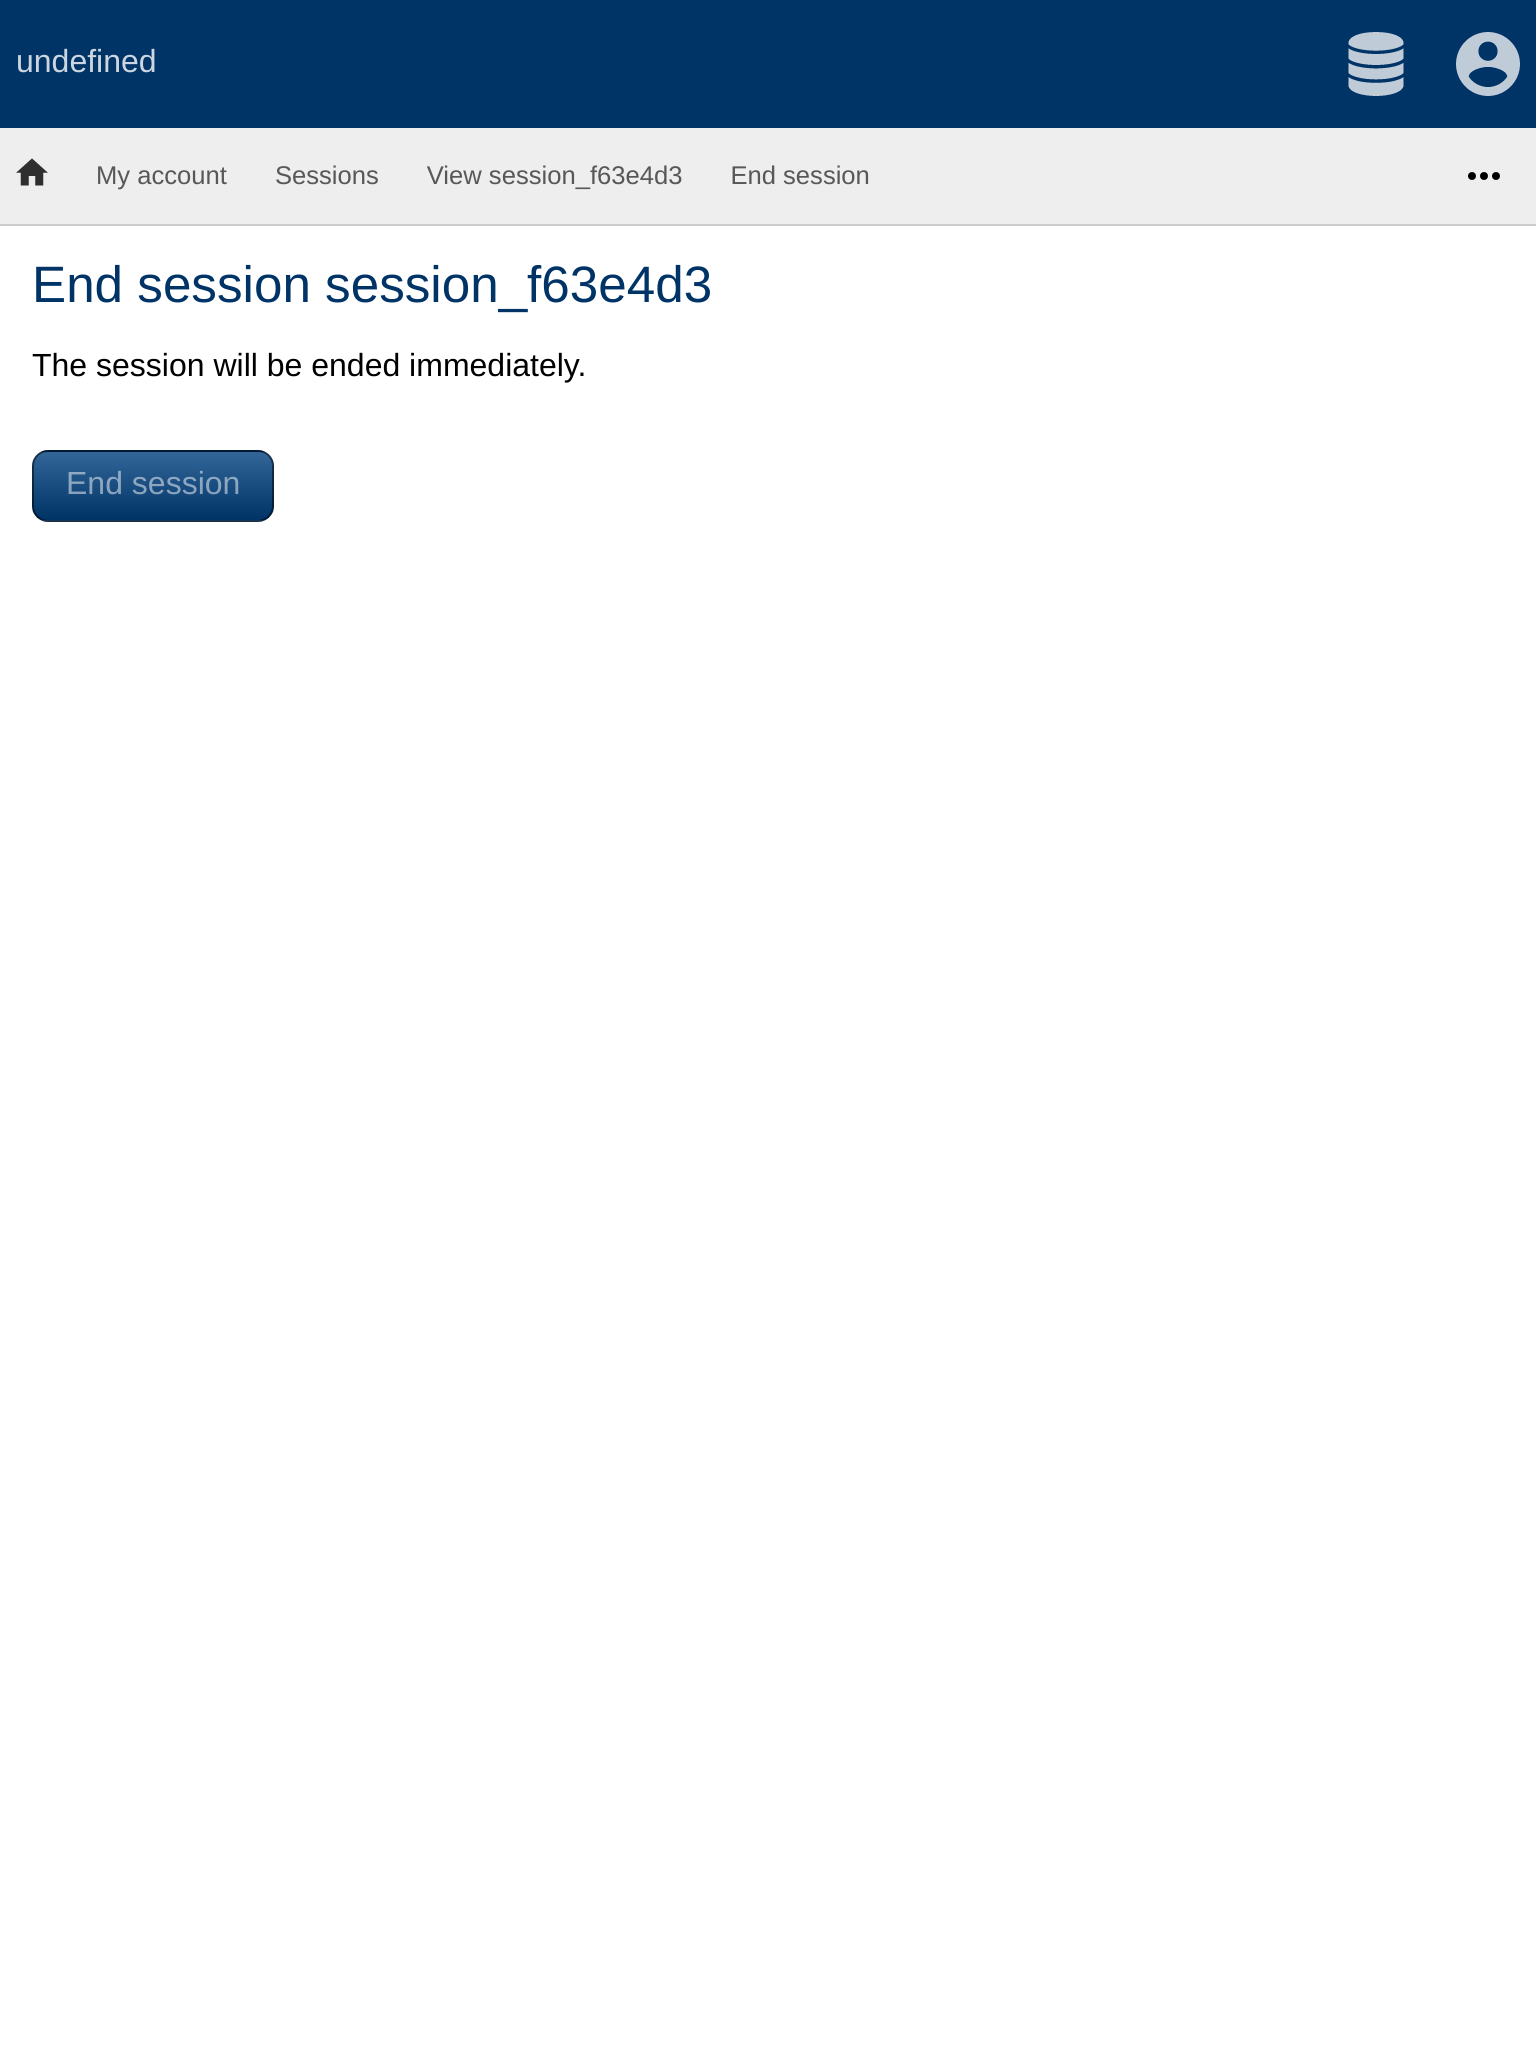 undefined
My account Sessions View session_f63e4d3 End session
End session session_f63e4d3
The session will be ended immediately.
End session